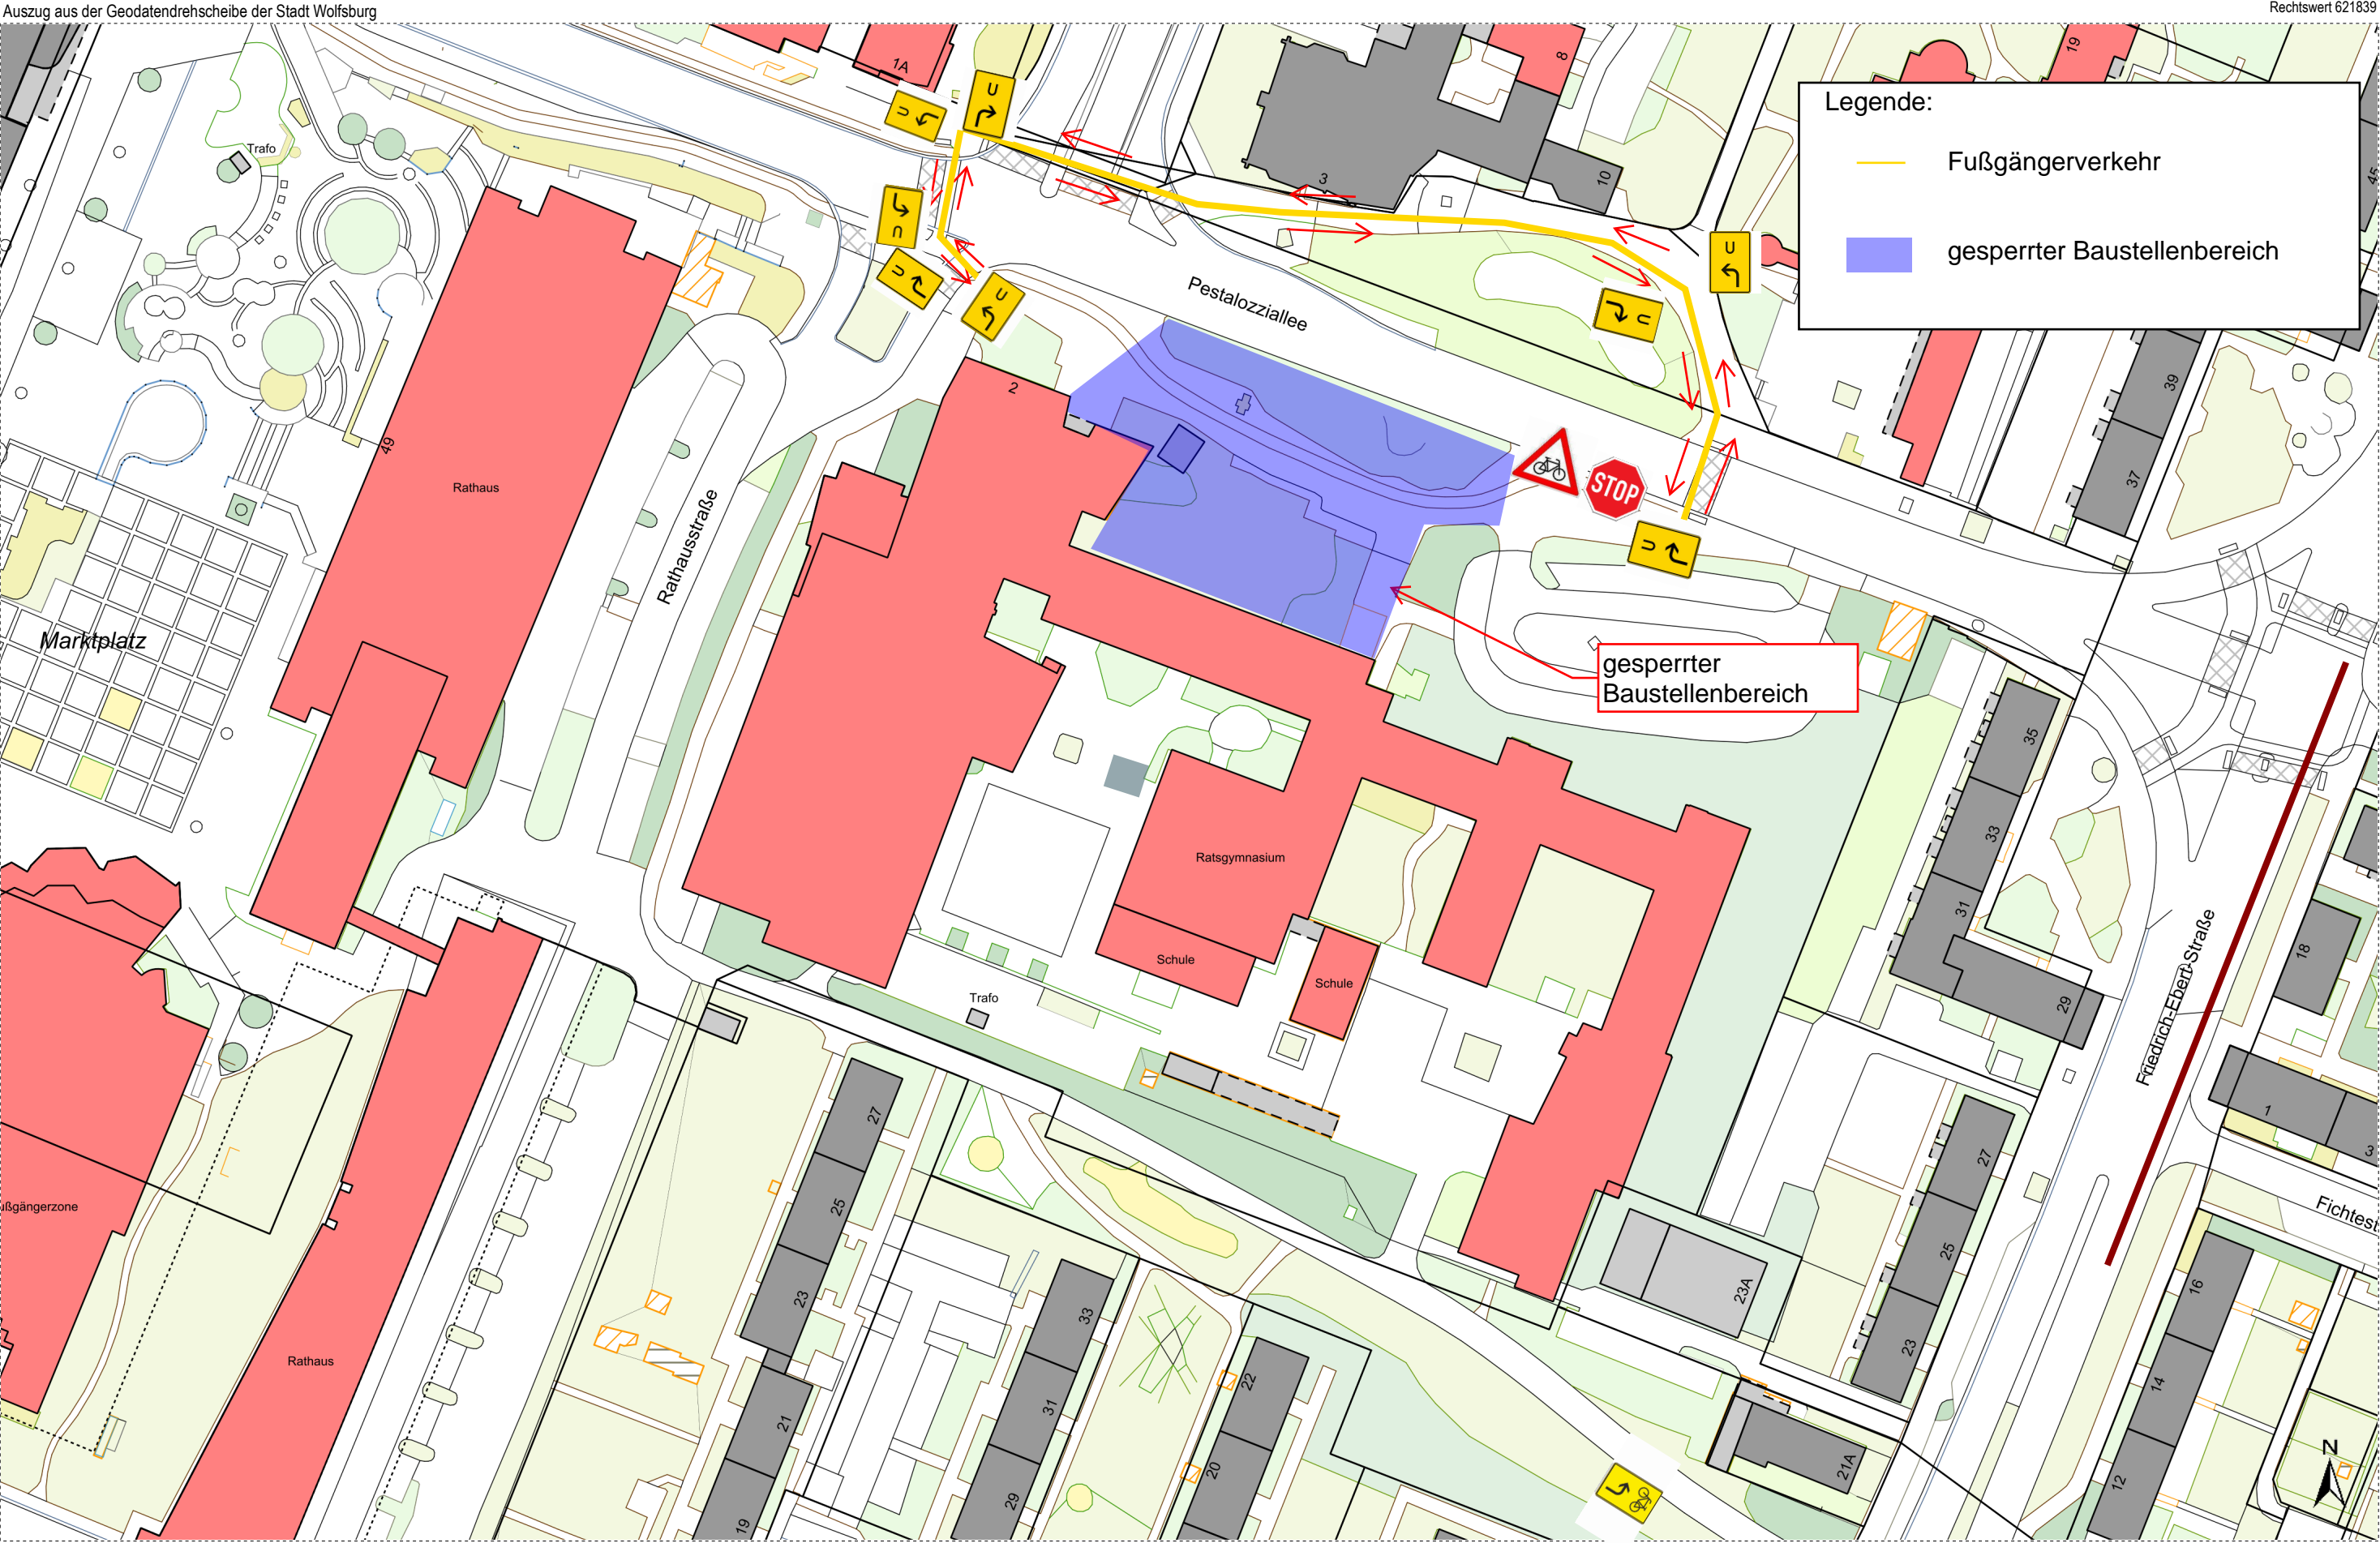 Auszug aus der Geodatendrehscheibe der Stadt Wolfsburg
Rechtswert 621839
1A
U
U
8
19
Legende:
Fußgängerverkehr
gesperrter Baustellenbereich
Trafo
3
10
45
U
U
U
U
U
U
Pestalozziallee
2
39
37
49
Rathaus
STOP
Rathausstraße
Marktplatz
gesperrter
Baustellenbereich
35
33
31
29
Ratsgymnasium
Schule
Schule
Trafo
Friedrich-Ebert-Straße
18
1
3
27
25
23
21
19
27
25
23
23A
ßgängerzone
Rathaus
33
31
29
22
20
21A
Fichtest
16
14
12
N